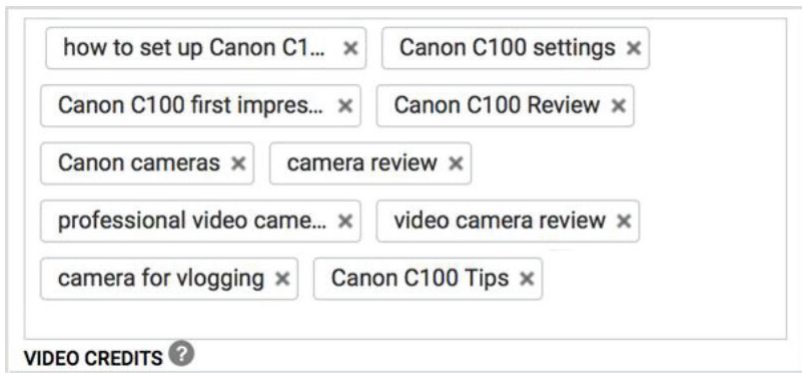 how to set up Canon C1... × Canon C100 settings ×
Canon C100 first impres... × Canon C100 Review ×
Canon cameras × camera review ×
professional video came... × video camera review ×
camera for vlogging × Canon C100 Tips ×
VIDEO CREDITS ?